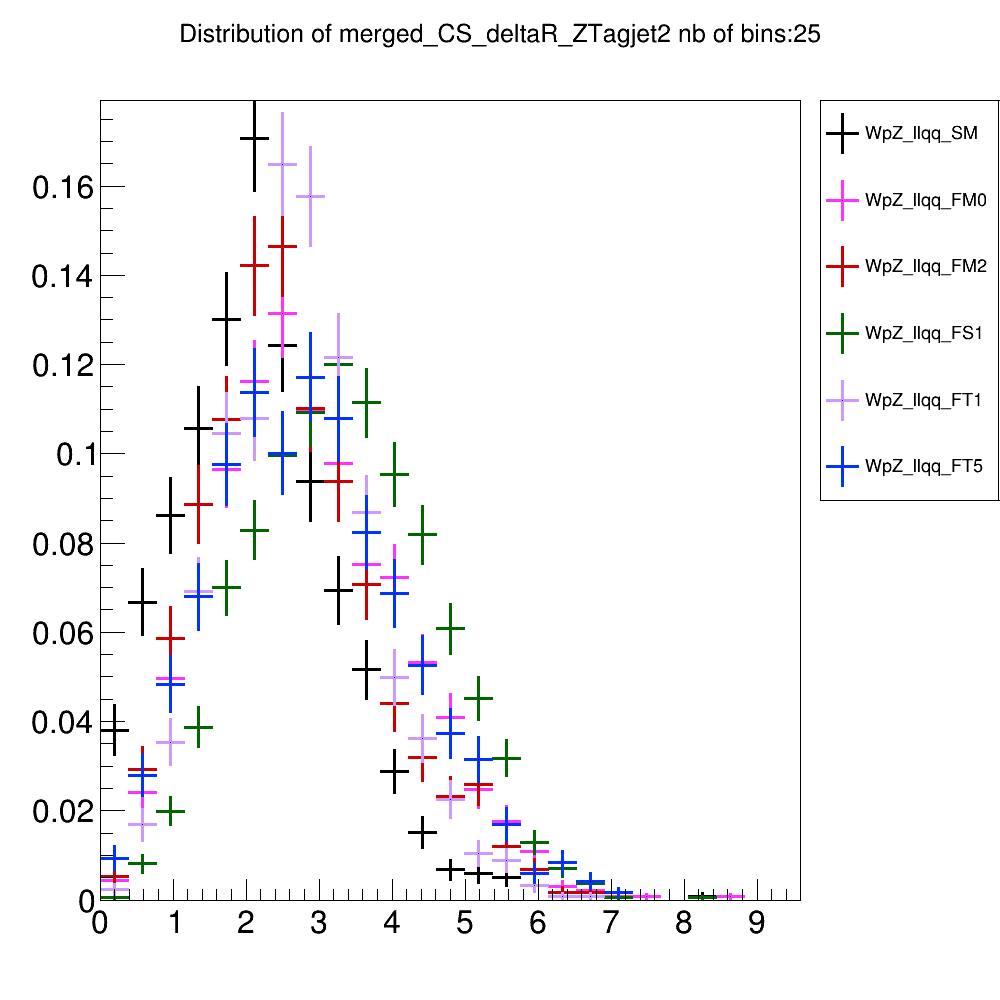 Distribution of merged_CS_deltaR_ZTagjet2 nb of bins:25
WpZ_llqq_SM
WpZ_llqq_FM0
WpZ_llqq_FM2
WpZ_llqq_FS1
WpZ_llqq_FT1
WpZ_llqq_FT5
0.16
0.14
0.12
0.1
0.08
0.06
0.04
0.02
0
0 1 2 3 4 5 6 7 8 9